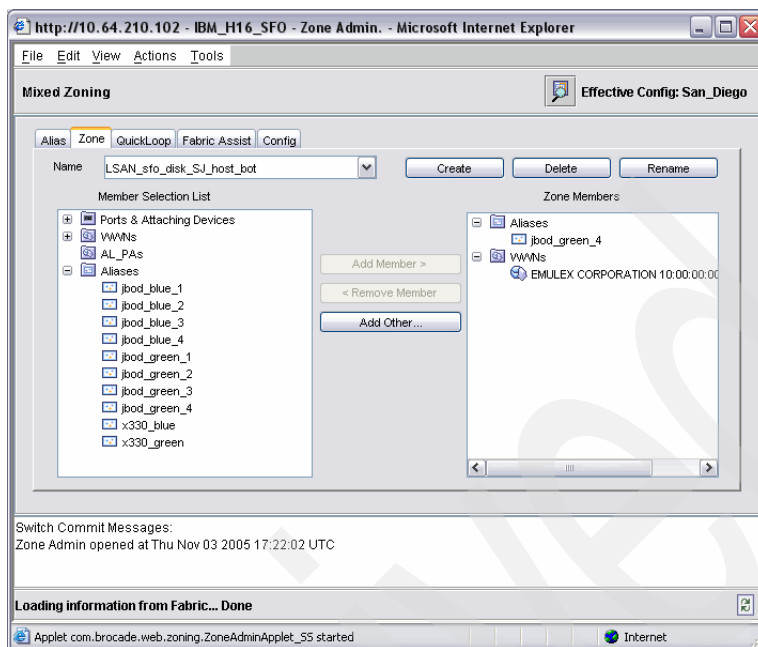 http://10.64.210.102 - IBM_H16_SFO - Zone Admin. - Microsoft Internet Explorer
File Edit View Actions Tools
Mixed Zoning
Effective Config: San_Diego
Alias Zone QuickLoop Fabric Assist Config
Name LSAN_sfo_disk_SJ_host_bot Create Delete Rename
Member Selection List
Ports & Attaching Devices
WWNs
AL_PAs
Aliases
jbod_blue_1
jbod_blue_2
jbod_blue_3
jbod_blue_4
jbod_green_1
jbod_green_2
jbod_green_3
jbod_green_4
x330_blue
x330_green
Add Member >
< Remove Member
Add Other...
Zone Members
Aliases
jbod_green_4
WWNs
EMULEX CORPORATION 10:00:00:00
Switch Commit Messages:
Zone Admin opened at Thu Nov 03 2005 17:22:02 UTC
Loading information from Fabric... Done
Applet com.brocade.web.zoning.ZoneAdminApplet_SS started
Internet